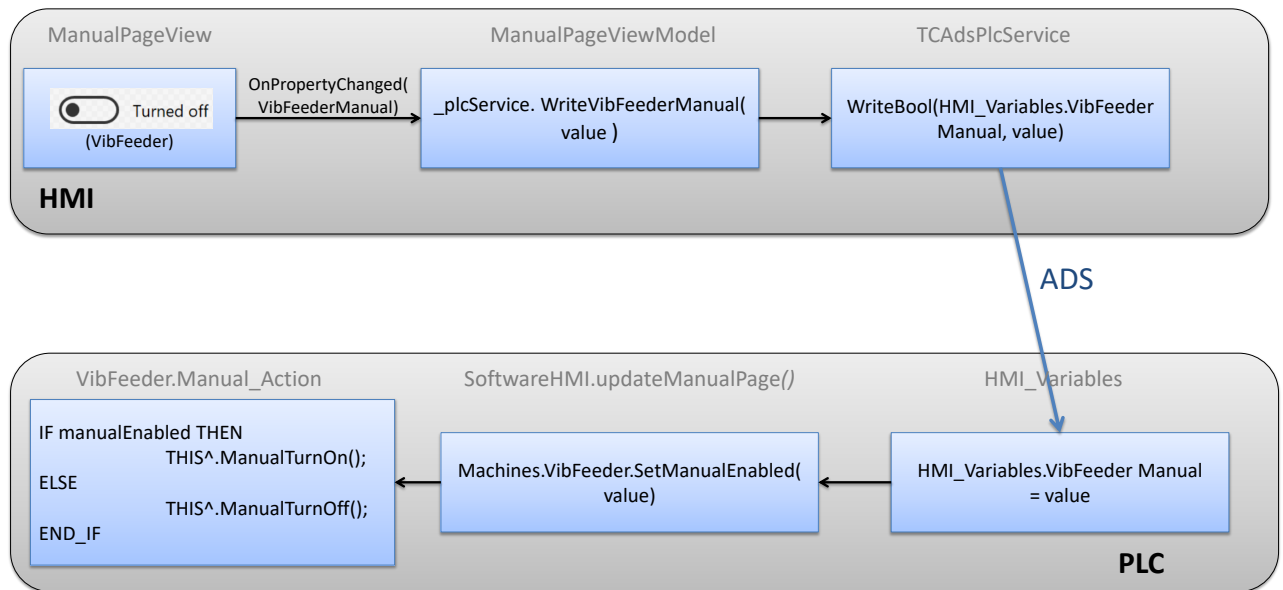 ManualPageView
ManualPageViewModel
TCAdsPlcService
Turned off
(VibFeeder)
OnPropertyChanged(
VibFeederManual)
_plcService. WriteVibFeederManual(
value )
WriteBool(HMI_Variables.VibFeeder
Manual, value)
HMI
ADS
VibFeeder.Manual_Action
SoftwareHMI.updateManualPage()
HMI_Variables
IF manualEnabled THEN
THIS^.ManualTurnOn();
ELSE
THIS^.ManualTurnOff();
END_IF
Machines.VibFeeder.SetManualEnabled(
value)
HMI_Variables.VibFeeder Manual
= value
PLC